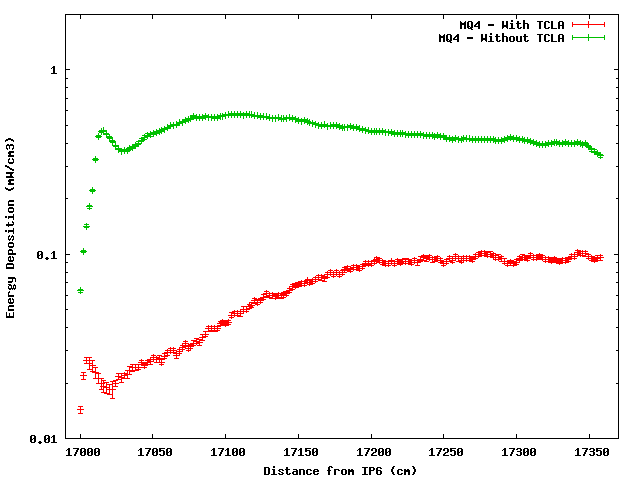 MQ4 - With TCLA
MQ4 - Without TCLA
1
0.1
0.01
Energy Deposition (mW/cm3)
17000 17050 17100 17150 17200 17250 17300 17350
Distance from IP6 (cm)